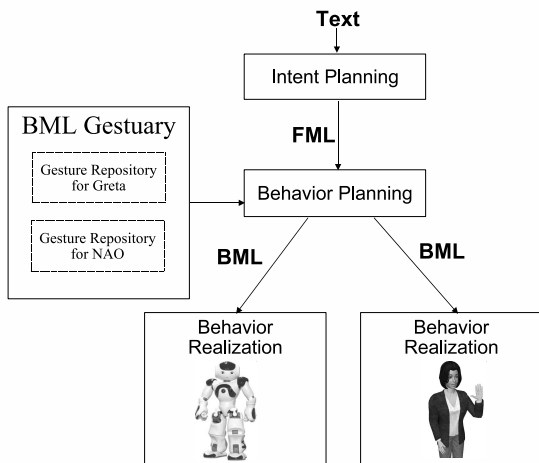 Text
Intent Planning
FML
BML Gestuary
Gesture Repository
for Greta
Gesture Repository
for NAO
Behavior Planning
BML
BML
Behavior
Realization
Behavior
Realization